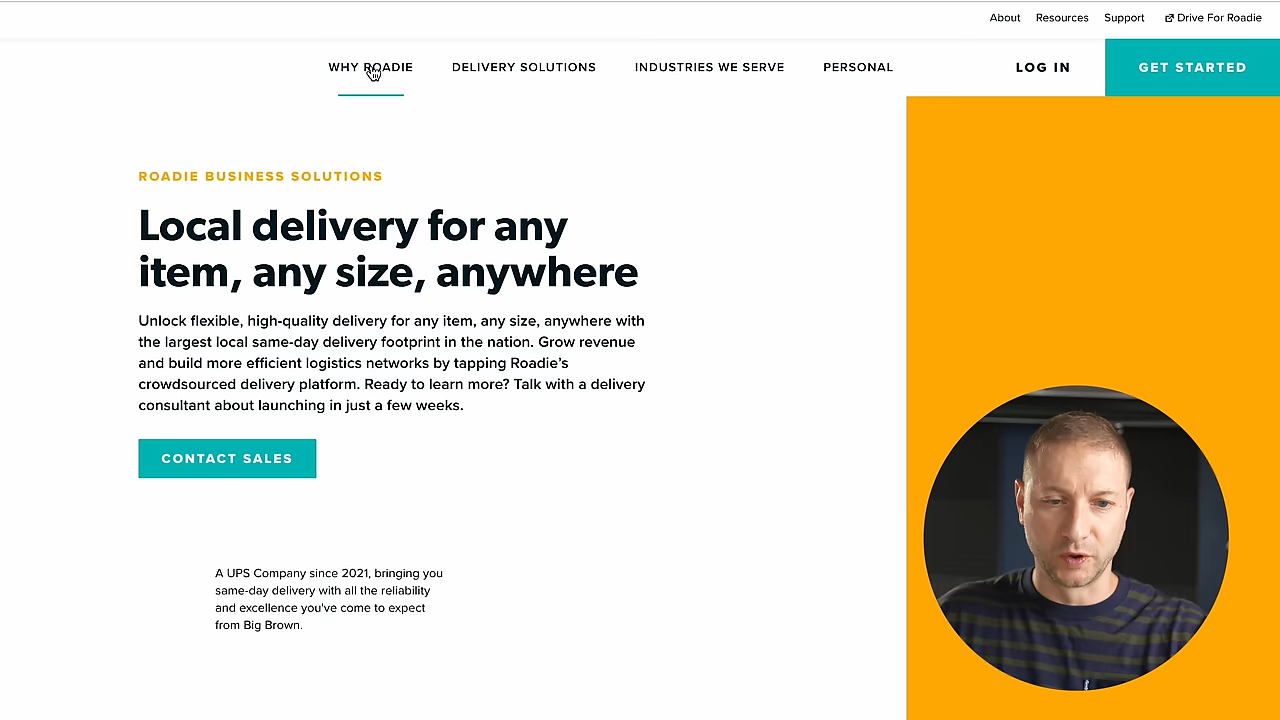 About Resources Support Drive For Roadie
WHY ROADIE DELIVERY SOLUTIONS INDUSTRIES WE SERVE PERSONAL LOG IN GET STARTED
ROADIE BUSINESS SOLUTIONS
Local delivery for any
item, any size, anywhere
Unlock flexible, high-quality delivery for any item, any size, anywhere with
the largest local same-day delivery footprint in the nation. Grow revenue
and build more efficient logistics networks by tapping Roadie’s
crowdsourced delivery platform. Ready to learn more? Talk with a delivery
consultant about launching in just a few weeks.
CONTACT SALES
A UPS Company since 2021, bringing you
same-day delivery with all the reliability
and excellence you've come to expect
from Big Brown.